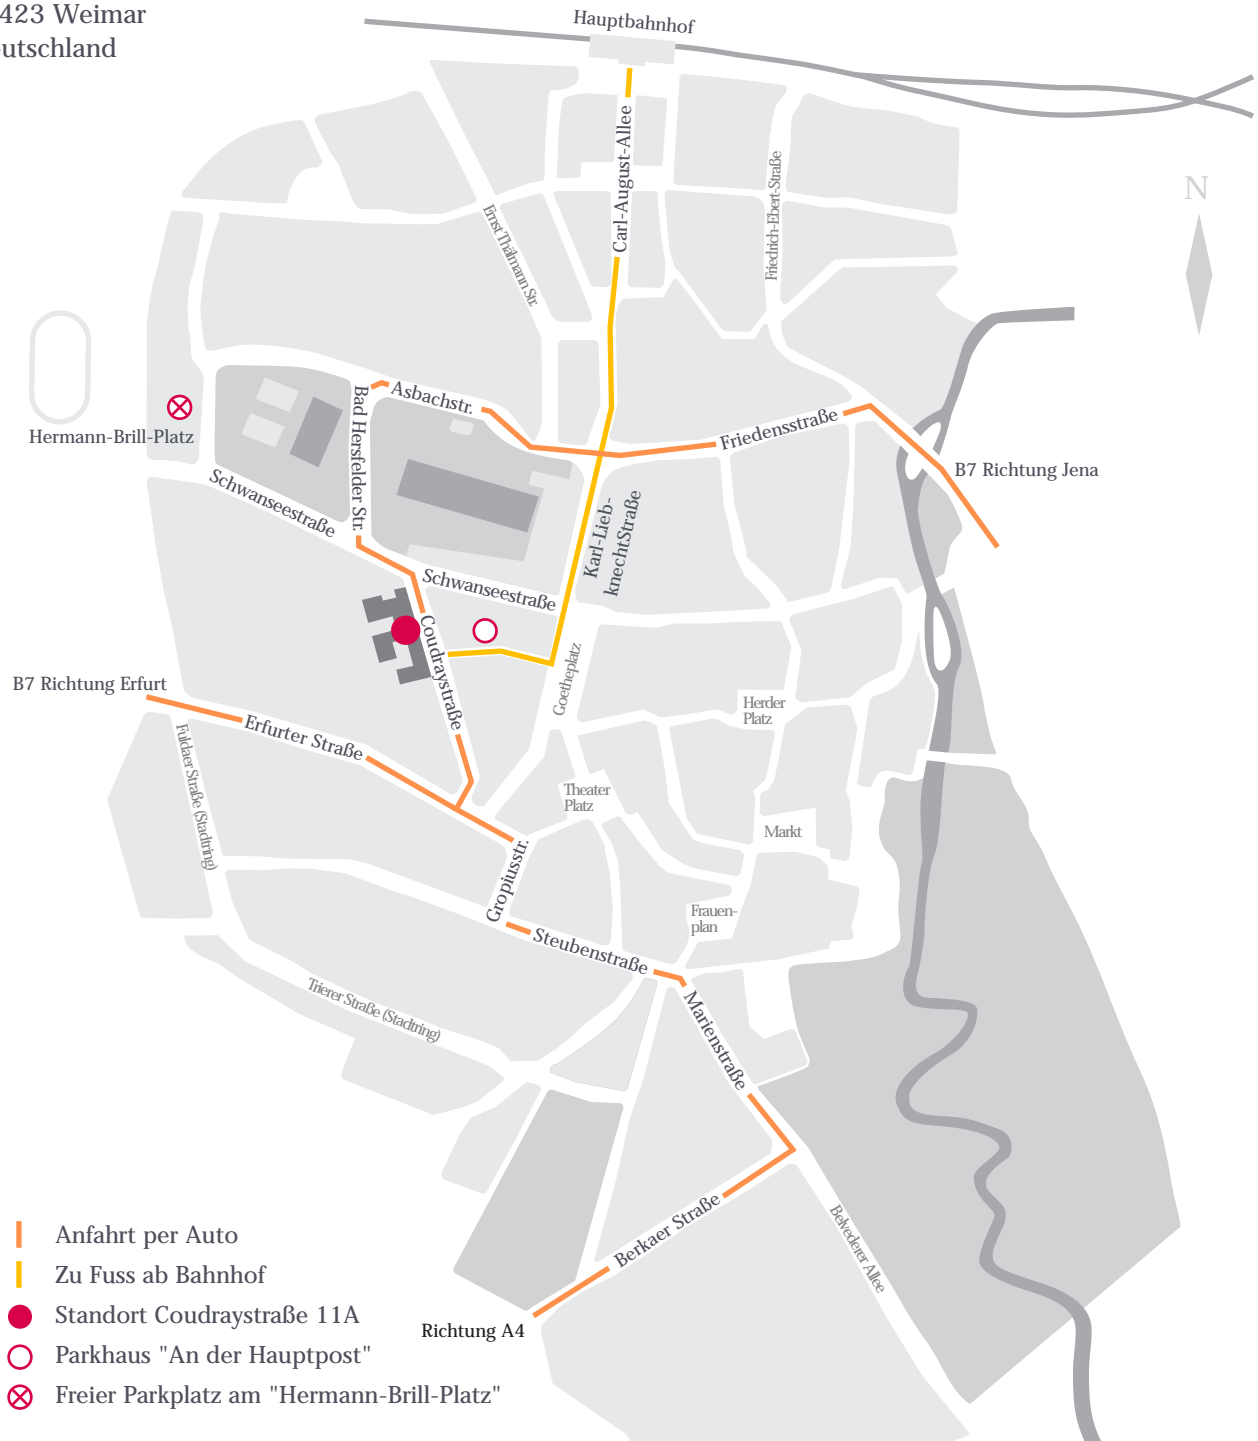 423 Weimar
eutschland
Hauptbahnhof
Carl-August-Allee
Friedrich-Ebert-Straße
N
Ernst Thälmann Str.
Asbachstr.
Bad Hersfelder Str.
Friedensstraße
Hermann-Brill-Platz
B7 Richtung Jena
Schwanseestraße
Karl-Lieb-
knechtStraße
Schwanseestraße
Coudraystraße
Goetheplatz
B7 Richtung Erfurt
Erfurter Straße
Herder
Platz
Fuldaer Straße (Stadtring)
Theater
Platz
Markt
Gropiusstr.
Frauen-
plan
Steubenstraße
Trierer Straße (Stadtring)
Marienstraße
Berkaer Straße
Belvederer Allee
Richtung A4
Anfahrt per Auto
Zu Fuss ab Bahnhof
Standort Coudraystraße 11A
Parkhaus "An der Hauptpost"
Freier Parkplatz am "Hermann-Brill-Platz"